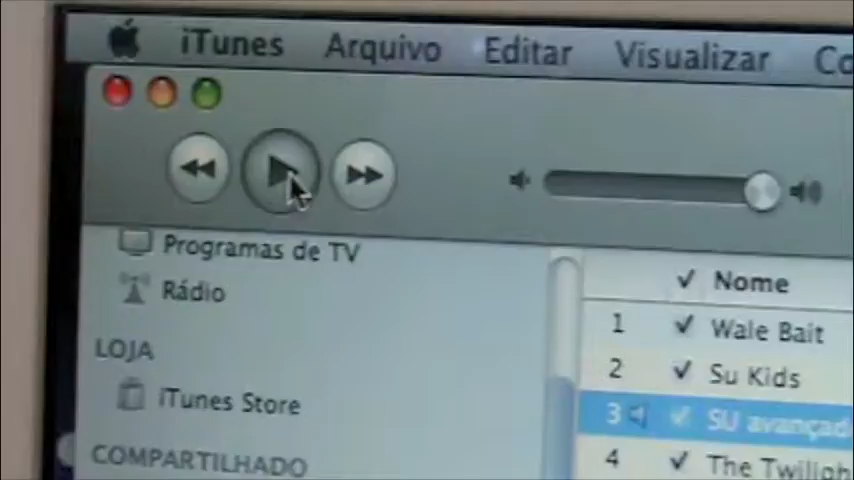 iTunes Arquivo Editar Visualizar Co
Programas de TV
Rádio
LOJA
iTunes Store
COMPARTILHADO
Nome
1 Wale Bait
2 Su Kids
3 SU avançad
4 The Twiligh